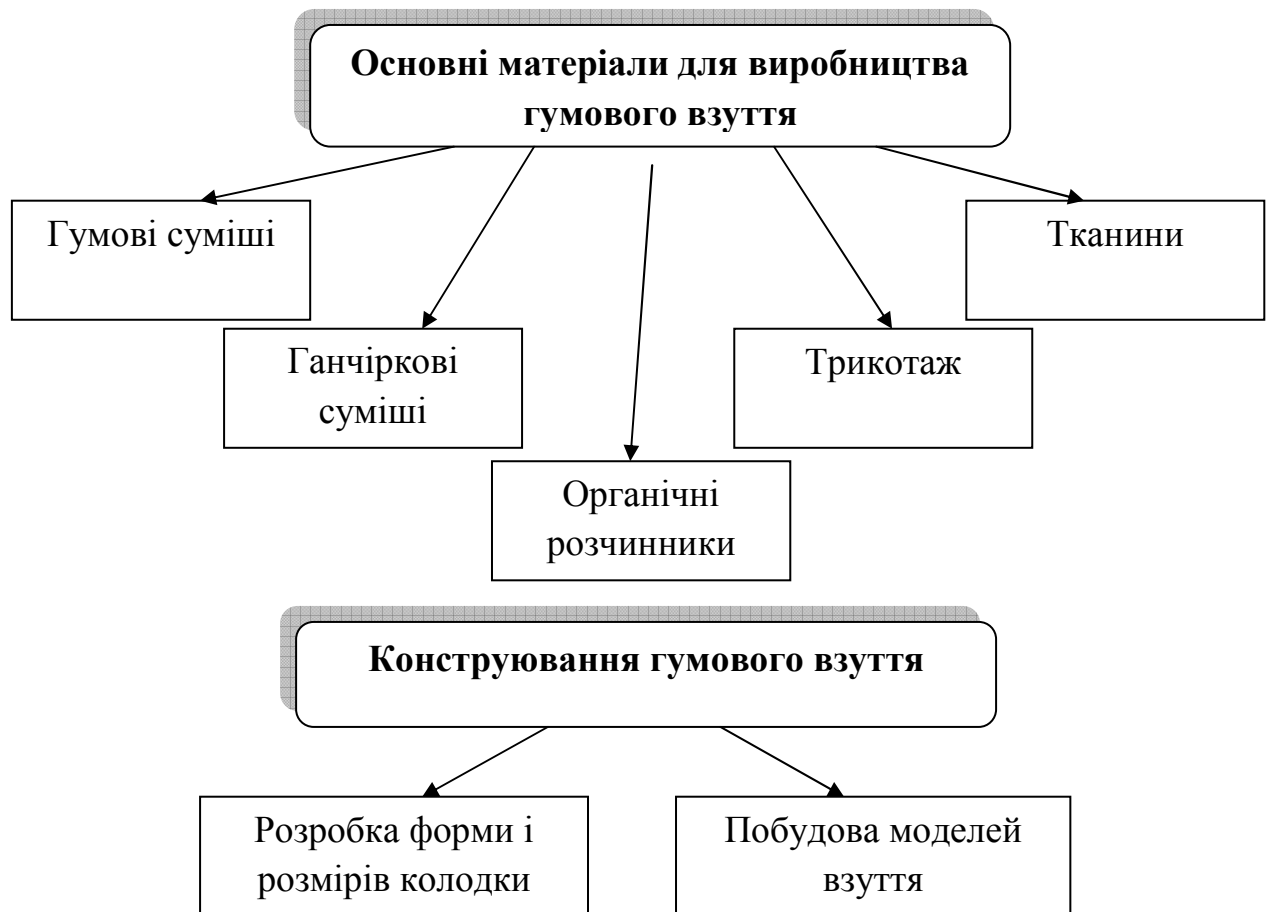 Основні матеріали для виробництва
гумового взуття
Гумові суміші
Тканини
Ганчіркові
суміші
Трикотаж
Органічні
розчинники
Конструювання гумового взуття
Розробка форми і
розмірів колодки
Побудова моделей
взуття